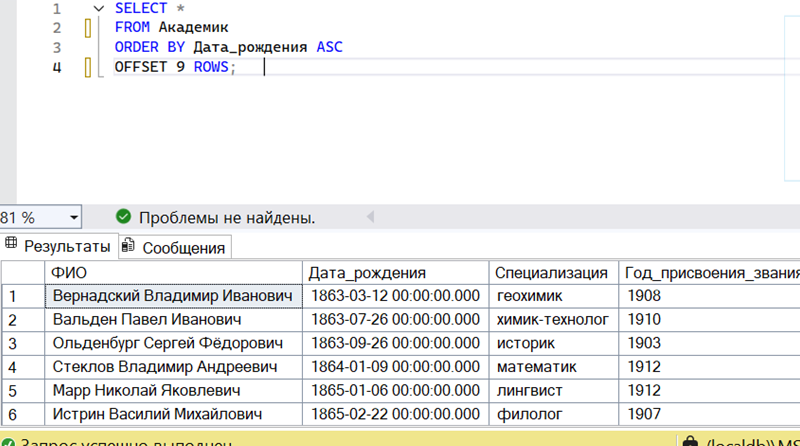 1 SELECT *
2 FROM Академик
3 ORDER BY Дата_рождения ASC
4 OFFSET 9 ROWS;
81 % Проблемы не найдены.
Результаты Сообщения
ФИО Дата_рождения Специализация Год_присвоения_звания
1 Вернадский Владимир Иванович 1863-03-12 00:00:00.000 геохимик 1908
2 Вальден Павел Иванович 1863-07-26 00:00:00.000 химик-технолог 1910
3 Ольденбург Сергей Фёдорович 1863-09-26 00:00:00.000 историк 1903
4 Стеклов Владимир Андреевич 1864-01-09 00:00:00.000 математик 1912
5 Марр Николай Яковлевич 1865-01-06 00:00:00.000 лингвист 1912
6 Истрин Василий Михайлович 1865-02-22 00:00:00.000 филолог 1907
Запрос успешно выполнен (localdb)\MS